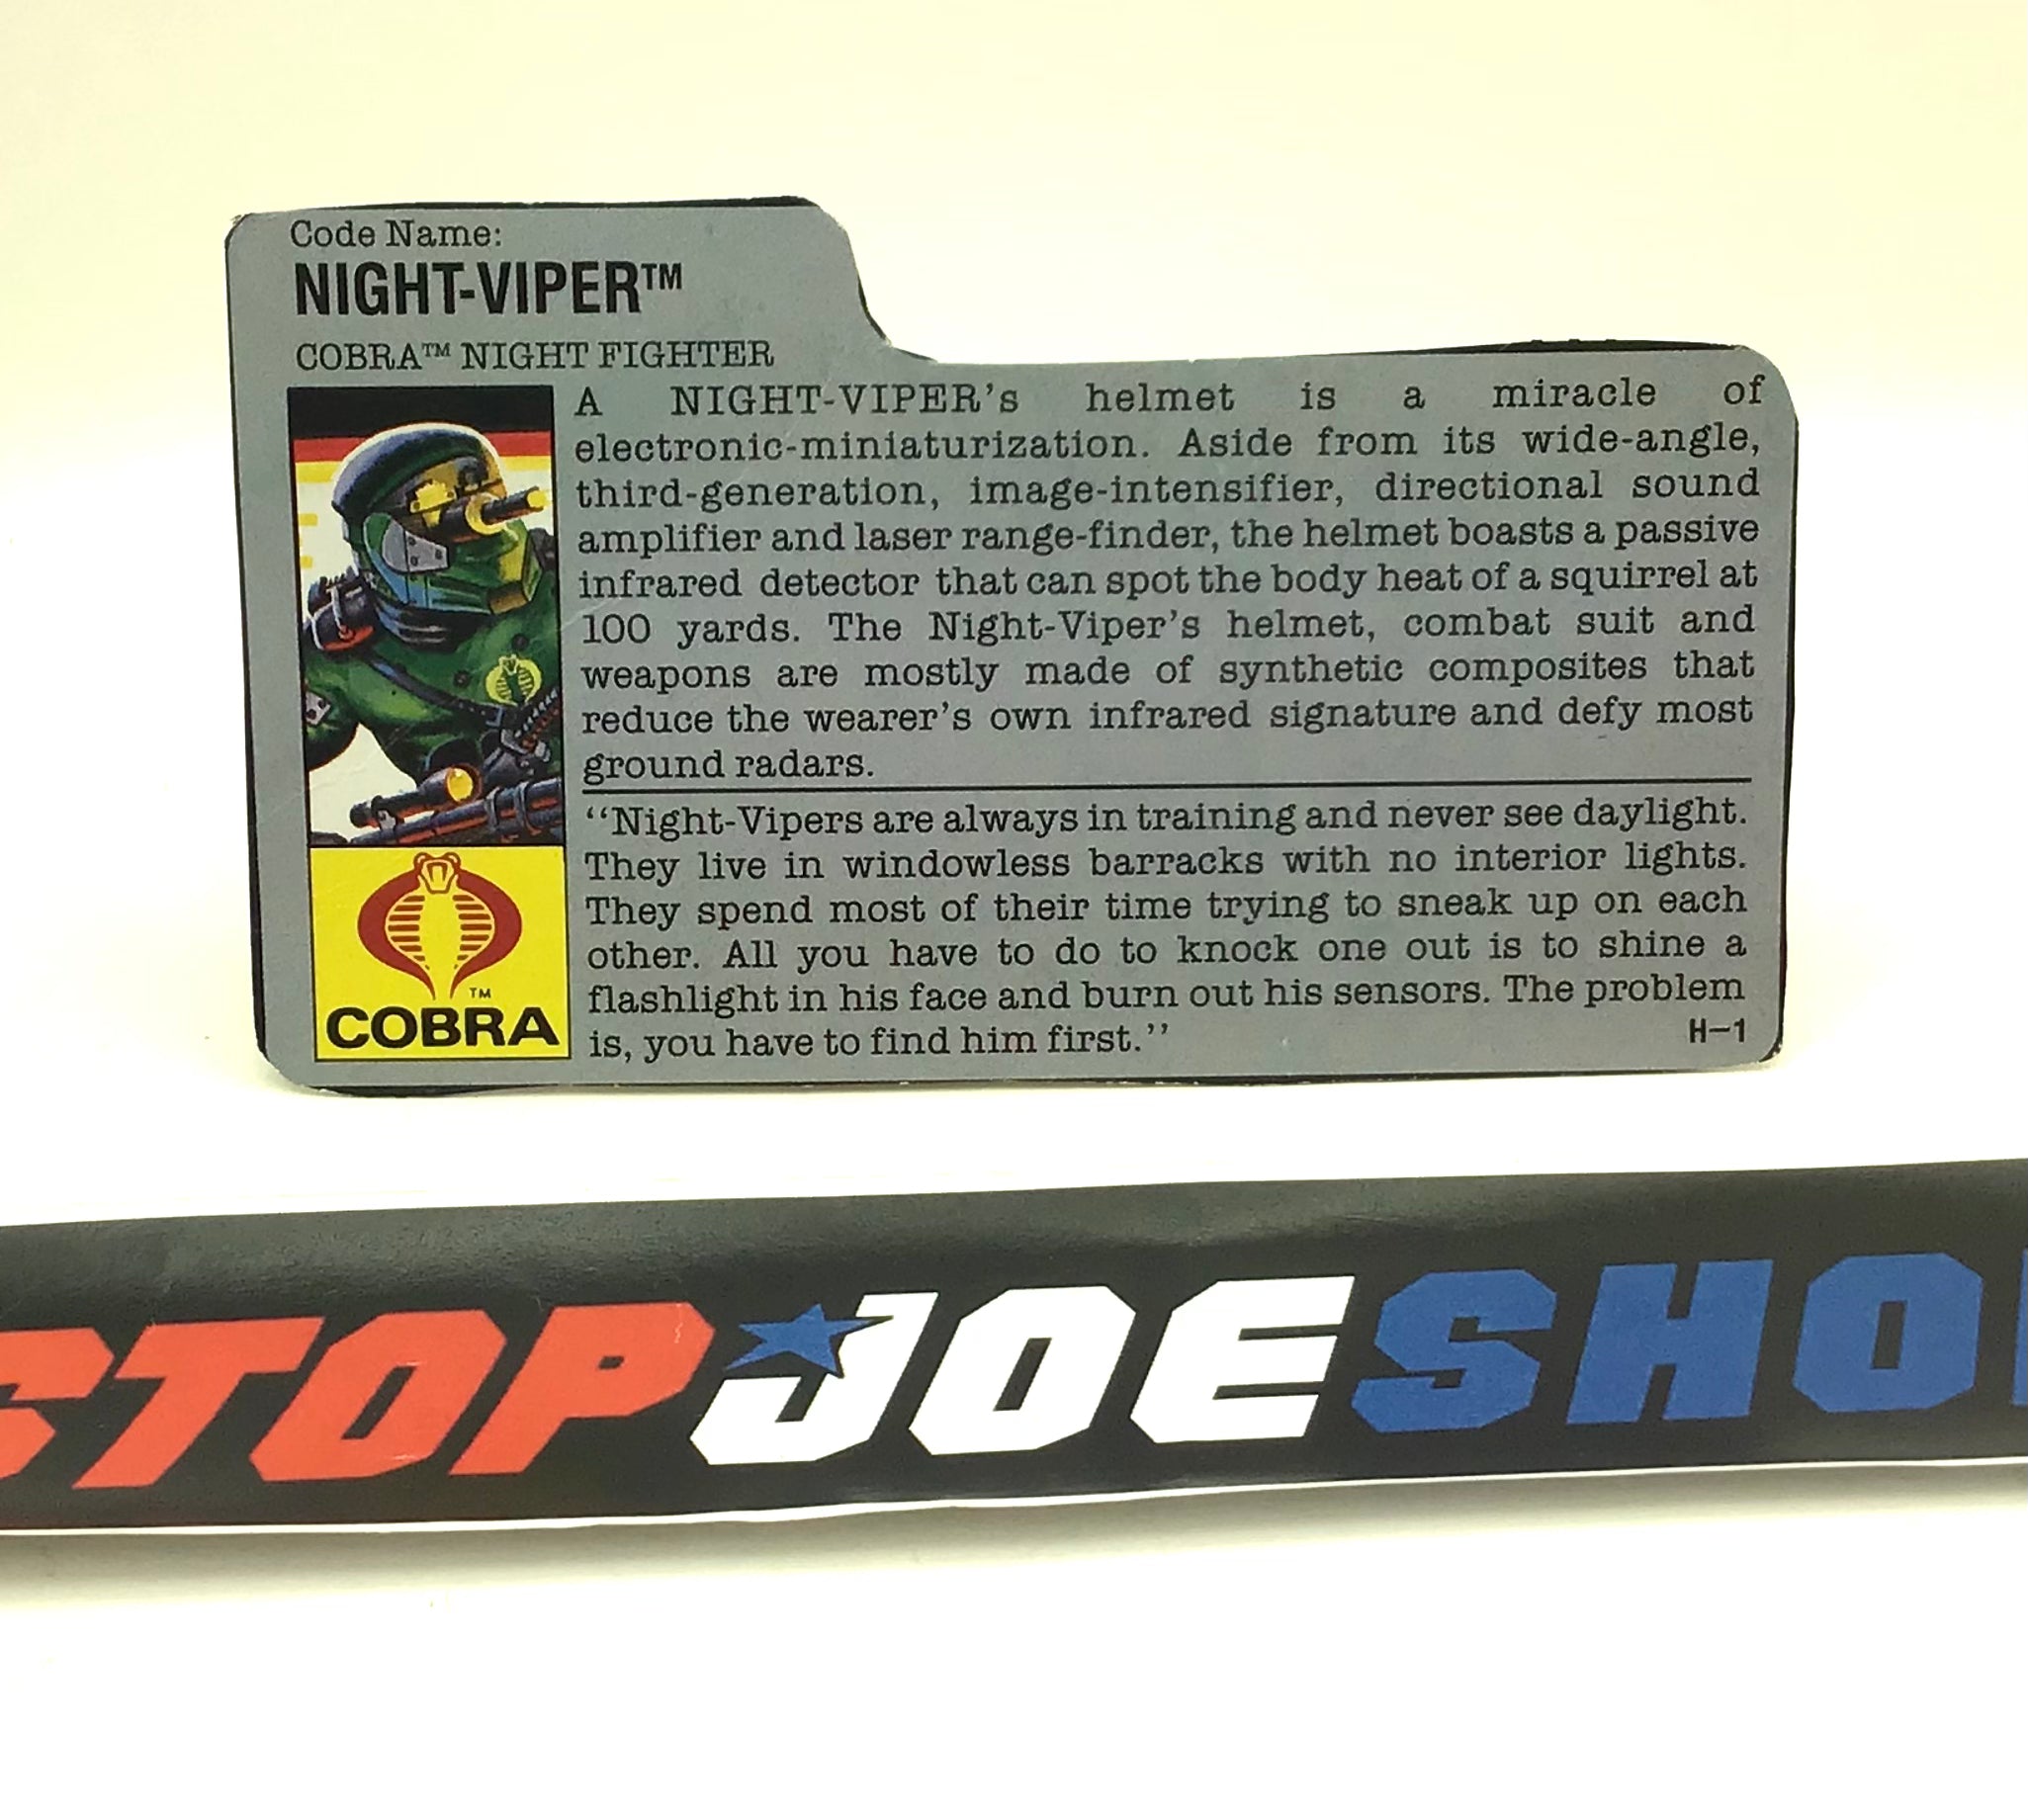 Code Name:
NIGHT-VIPER™
COBRA™ NIGHT FIGHTER
A NIGHT-VIPER's helmet is a miracle of
electronic-miniaturization. Aside from its wide-angle,
third-generation, image-intensifier, directional sound
amplifier and laser range-finder, the helmet boasts a passive
infrared detector that can spot the body heat of a squirrel at
100 yards. The Night-Viper's helmet, combat suit and
weapons are mostly made of synthetic composites that
reduce the wearer's own infrared signature and defy most
ground radars.
"Night-Vipers are always in training and never see daylight.
They live in windowless barracks with no interior lights.
They spend most of their time trying to sneak up on each
other. All you have to do to knock one out is to shine a
flashlight in his face and burn out his sensors. The problem
is, you have to find him first."
H-1
™
COBRA
STOPJOESHO